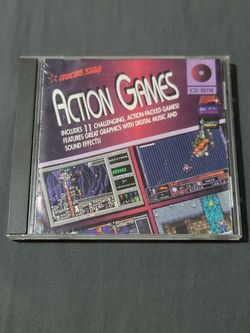 MICRO STAR
ACTION GAMES
CD ROM
INCLUDES 11 CHALLENGING, ACTION-PACKED GAMES!
FEATURES GREAT GRAPHICS WITH DIGITAL MUSIC AND
SOUND EFFECTS!